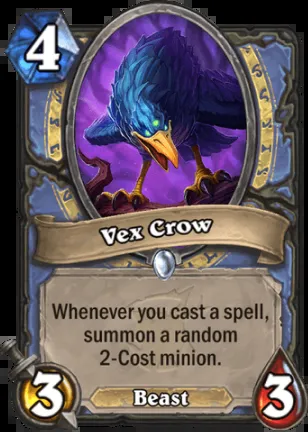 4
Vex Crow
Whenever you cast a spell,
summon a random
2-Cost minion.
3
Beast
3